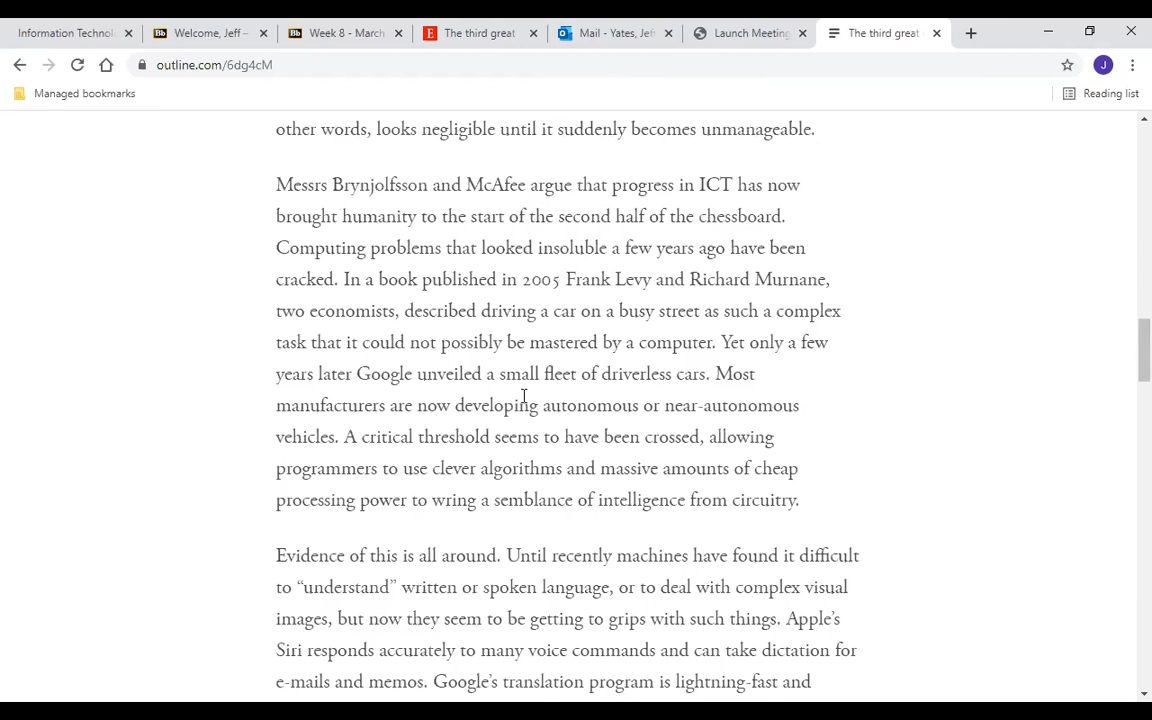 Information Technol
Welcome, Jeff –
Week 8 - March
The third great
Mail - Yates, Jef
Launch Meeting
The third great
outline.com/6dg4cM
J
Managed bookmarks
Reading list
other words, looks negligible until it suddenly becomes unmanageable.
Messrs Brynjolfsson and McAfee argue that progress in ICT has now
brought humanity to the start of the second half of the chessboard.
Computing problems that looked insoluble a few years ago have been
cracked. In a book published in 2005 Frank Levy and Richard Murnane,
two economists, described driving a car on a busy street as such a complex
task that it could not possibly be mastered by a computer. Yet only a few
years later Google unveiled a small fleet of driverless cars. Most
manufacturers are now developing autonomous or near-autonomous
vehicles. A critical threshold seems to have been crossed, allowing
programmers to use clever algorithms and massive amounts of cheap
processing power to wring a semblance of intelligence from circuitry.
Evidence of this is all around. Until recently machines have found it difficult
to “understand” written or spoken language, or to deal with complex visual
images, but now they seem to be getting to grips with such things. Apple’s
Siri responds accurately to many voice commands and can take dictation for
e-mails and memos. Google’s translation program is lightning-fast and